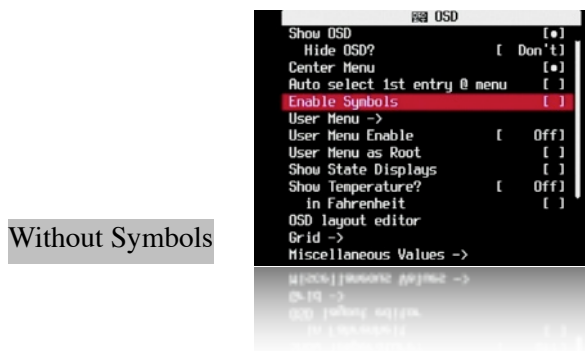 OSD
Show OSD [•]
Hide OSD? [ Don't]
Center Menu [•]
Auto select 1st entry @ menu [ ]
Enable Symbols [ ]
User Menu ->
User Menu Enable [ Off]
User Menu as Root [ ]
Show State Displays [ ]
Show Temperature? [ Off]
in Fahrenheit [ ]
OSD layout editor
Grid ->
Miscellaneous Values ->
Without Symbols